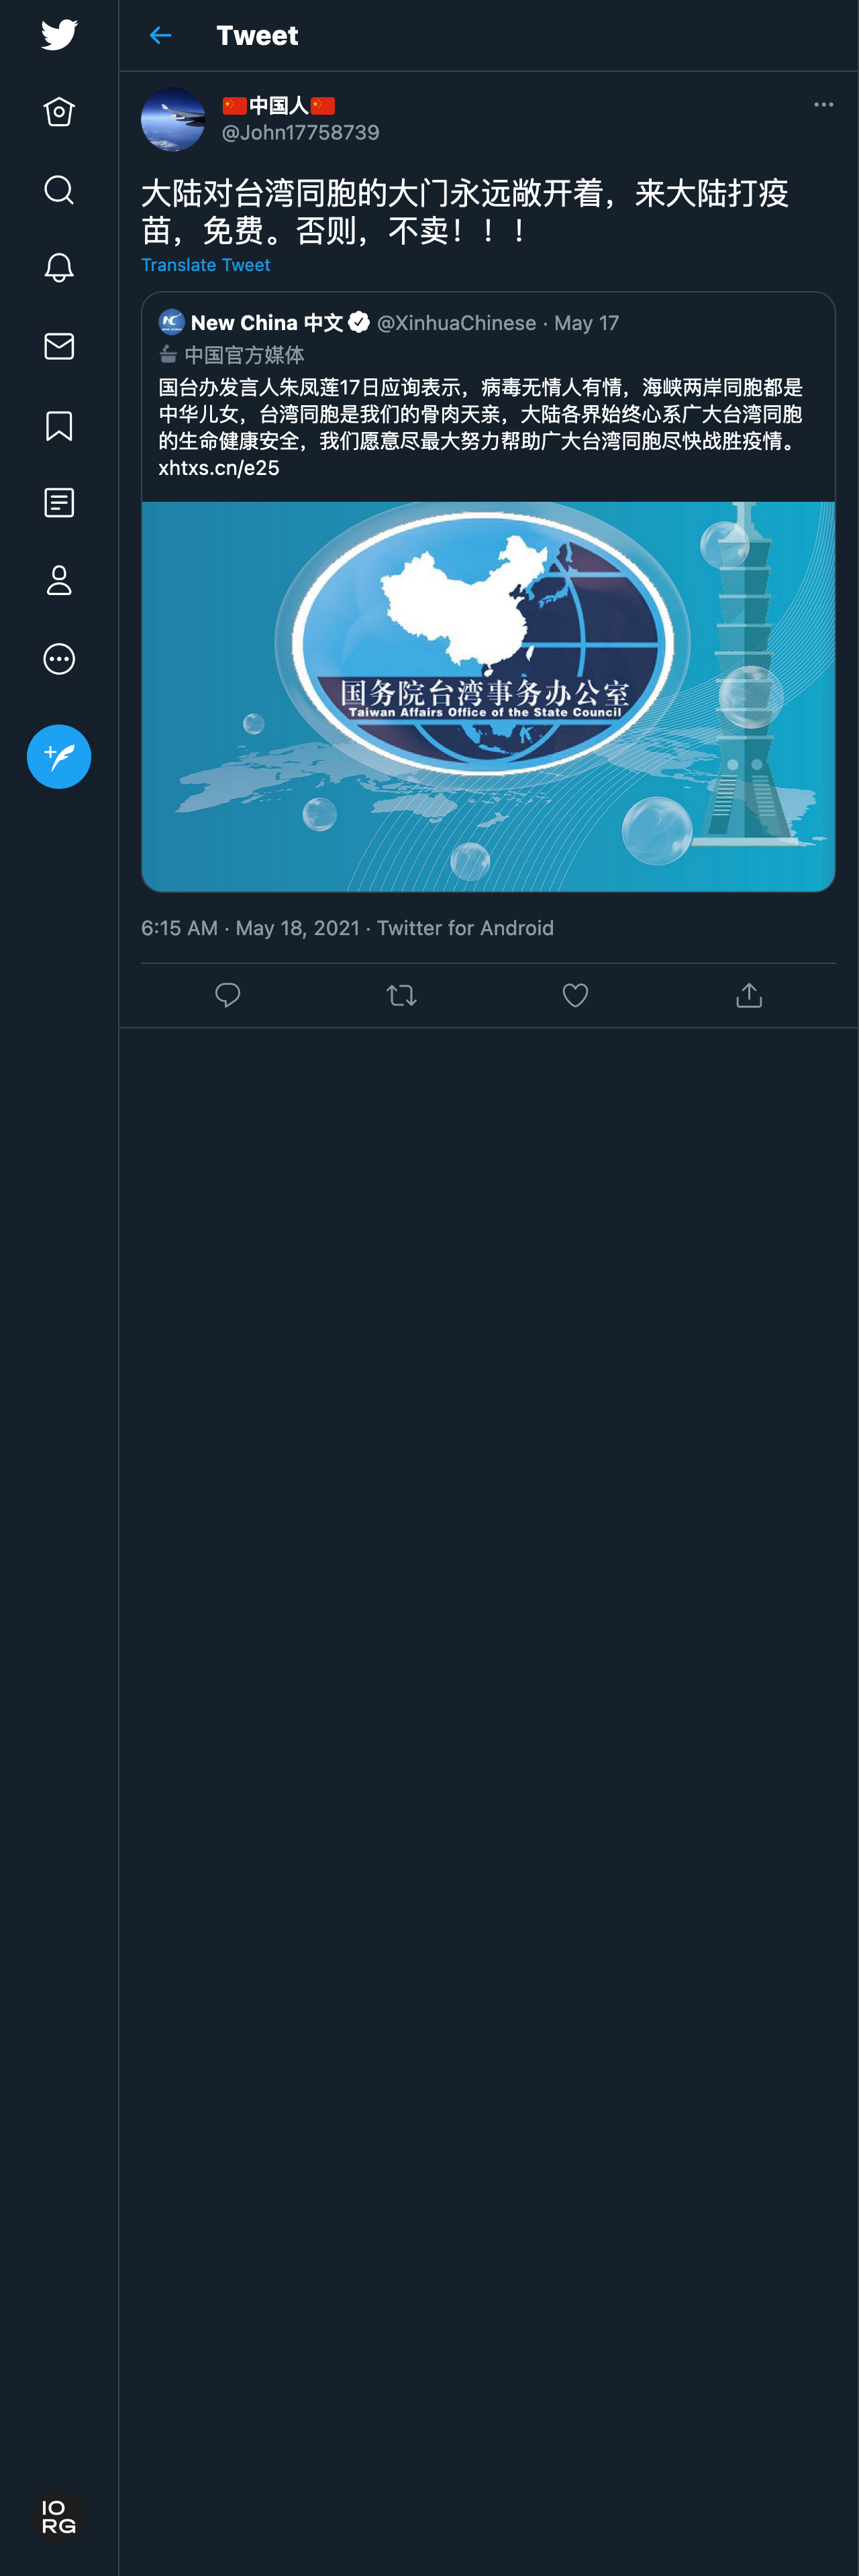 Tweet
🇨🇳中国人🇨🇳
@John17758739
大陆对台湾同胞的大门永远敞开着，来大陆打疫
苗，免费。否则，不卖！！！
Translate Tweet
New China 中文 @XinhuaChinese · May 17
中国官方媒体
国台办发言人朱凤莲17日应询表示，病毒无情人有情，海峡两岸同胞都是
中华儿女，台湾同胞是我们的骨肉天亲，大陆各界始终心系广大台湾同胞
的生命健康安全，我们愿意尽最大努力帮助广大台湾同胞尽快战胜疫情。
xhtxs.cn/e25
国务院台湾事务办公室
Taiwan Affairs Office of the State Council
6:15 AM · May 18, 2021 · Twitter for Android
IO
RG